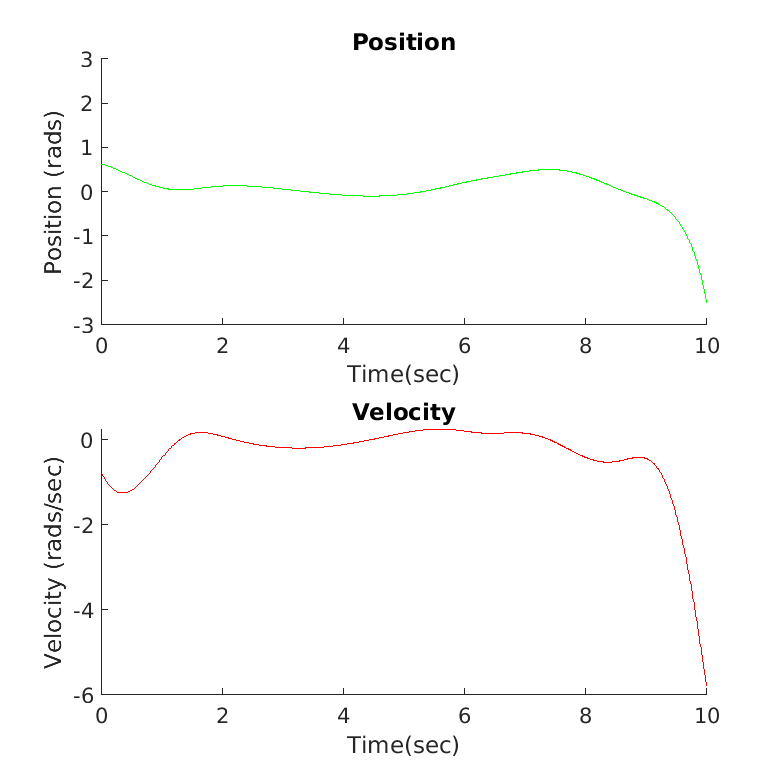 Position
3
2
1
0
-1
-2
-3
Position (rads)
0 2 4 6 8 10
Time(sec)
Velocity
0
-2
-4
-6
Velocity (rads/sec)
0 2 4 6 8 10
Time(sec)